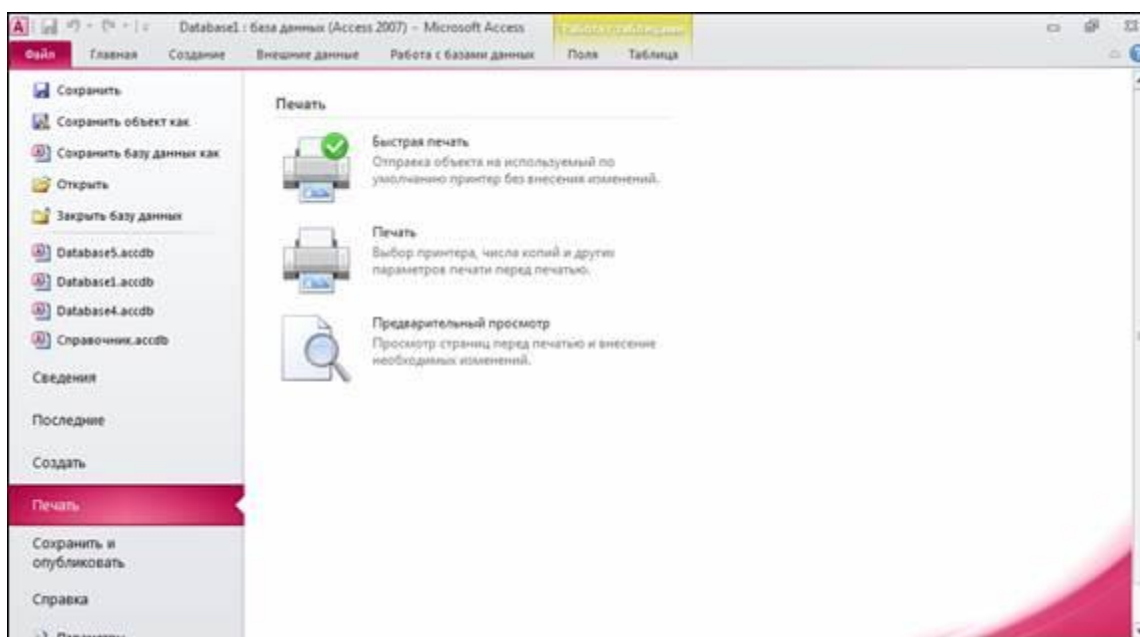 Database1 : база данных (Access 2007) - Microsoft Access
Работа с таблицами
Файл Главная Создание Внешние данные Работа с базами данных Поля Таблица
Сохранить
Сохранить объект как
Сохранить базу данных как
Открыть
Закрыть базу данных
Database5.accdb
Database1.accdb
Database4.accdb
Справочник.accdb
Сведения
Последние
Создать
Печать
Сохранить и
опубликовать
Справка
Параметры
Печать
Быстрая печать
Отправка объекта на используемый по
умолчанию принтер без внесения изменений.
Печать
Выбор принтера, числа копий и других
параметров печати перед печатью.
Предварительный просмотр
Просмотр страниц перед печатью и внесение
необходимых изменений.